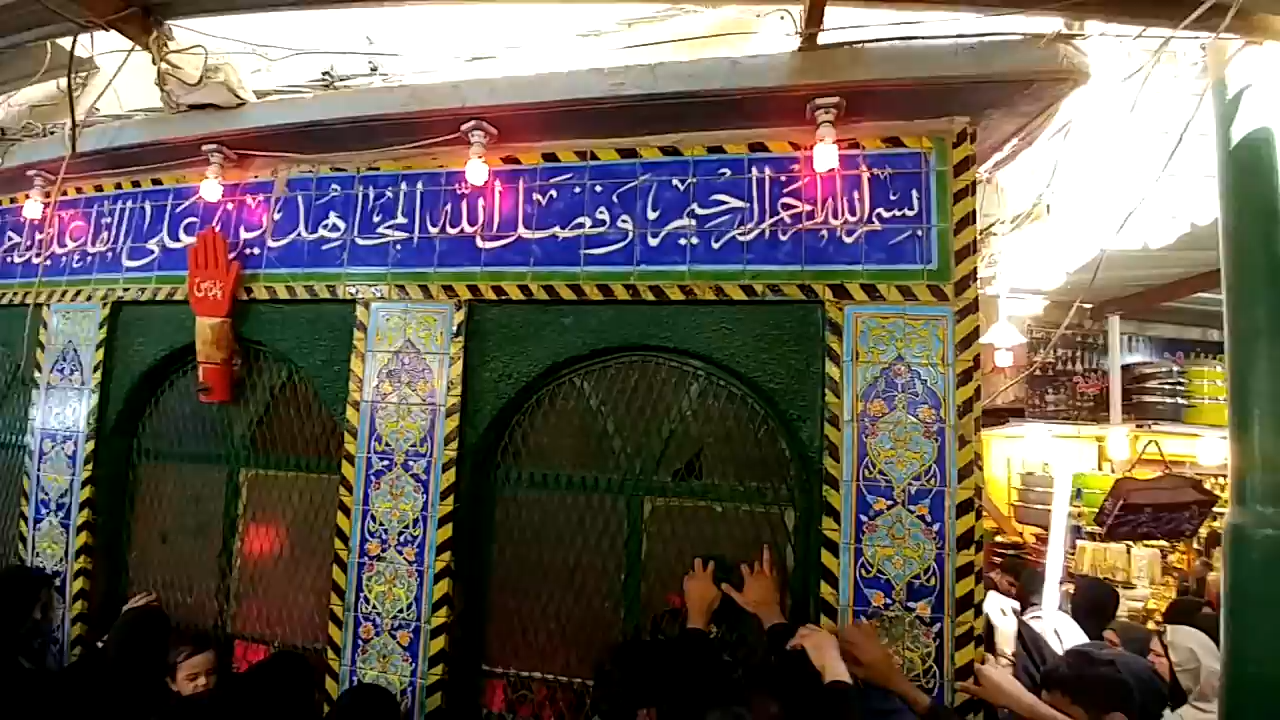 بسم الله الرحمن الرحيم وفضل الله المجاهدين على القاعدين